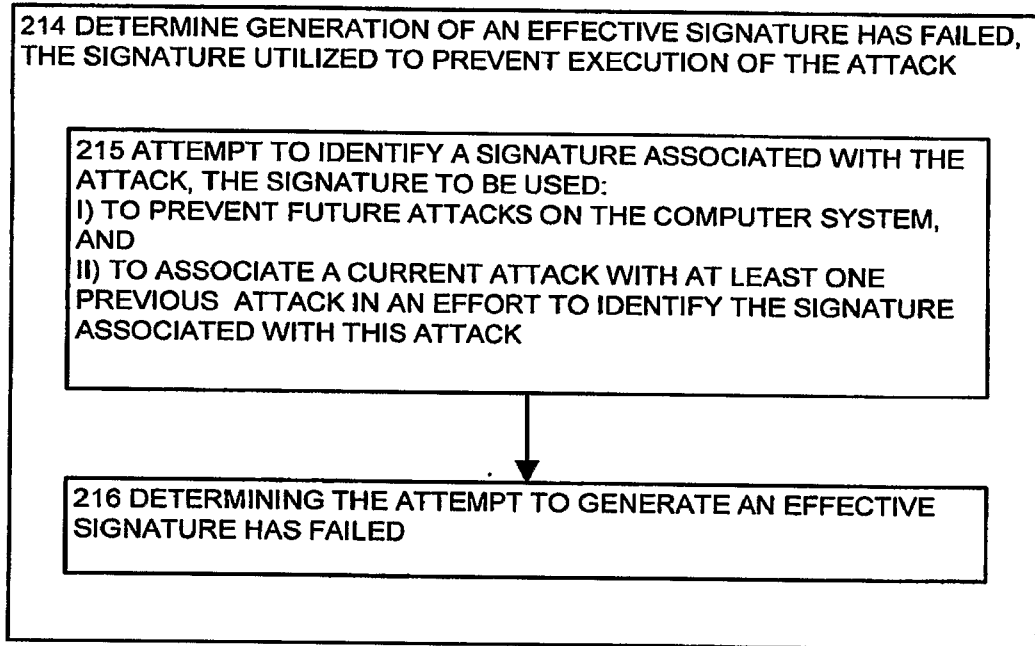 214 DETERMINE GENERATION OF AN EFFECTIVE SIGNATURE HAS FAILED,
THE SIGNATURE UTILIZED TO PREVENT EXECUTION OF THE ATTACK
215 ATTEMPT TO IDENTIFY A SIGNATURE ASSOCIATED WITH THE
ATTACK, THE SIGNATURE TO BE USED:
I) TO PREVENT FUTURE ATTACKS ON THE COMPUTER SYSTEM,
AND
II) TO ASSOCIATE A CURRENT ATTACK WITH AT LEAST ONE
PREVIOUS ATTACK IN AN EFFORT TO IDENTIFY THE SIGNATURE
ASSOCIATED WITH THIS ATTACK
216 DETERMINING THE ATTEMPT TO GENERATE AN EFFECTIVE
SIGNATURE HAS FAILED